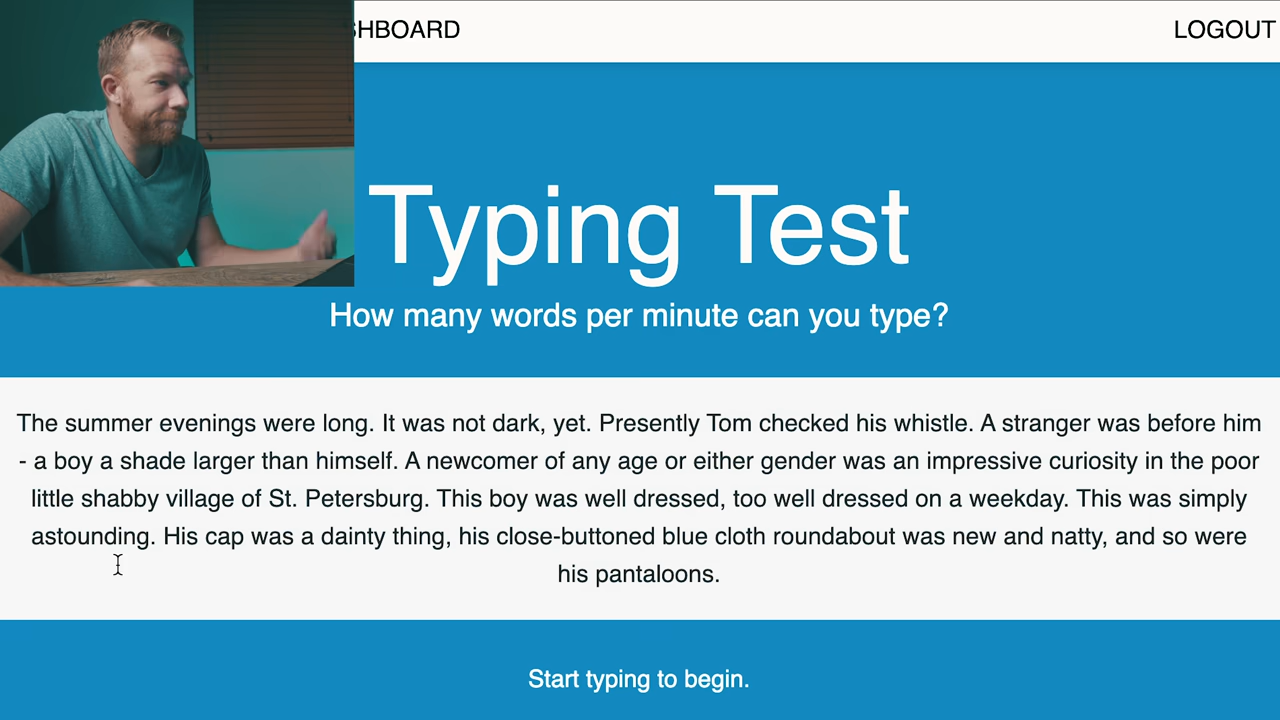 LOGOUT
Typing Test
How many words per minute can you type?
The summer evenings were long. It was not dark, yet. Presently Tom checked his whistle. A stranger was before him
- a boy a shade larger than himself. A newcomer of any age or either gender was an impressive curiosity in the poor
little shabby village of St. Petersburg. This boy was well dressed, too well dressed on a weekday. This was simply
astounding. His cap was a dainty thing, his close-buttoned blue cloth roundabout was new and natty, and so were
his pantaloons.
Start typing to begin.